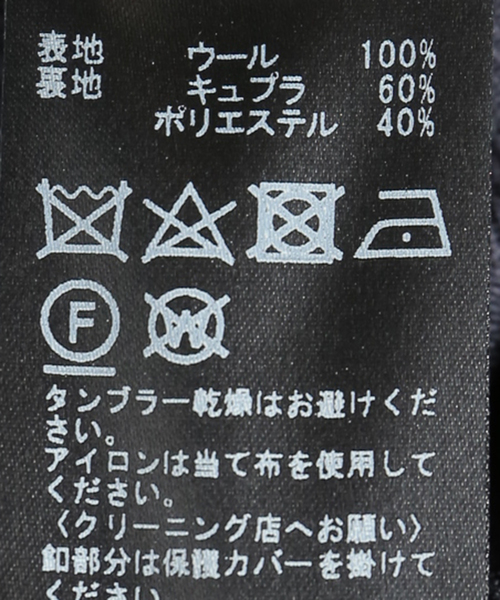 表地 ウール 100%
裏地 キュプラ 60%
ポリエステル 40%
F W
タンブラー乾燥はお避けくだ
さい。
アイロンは当て布を使用して
ください。
〈クリーニング店へお願い〉
釦部分は保護カバーを掛けて
ください。